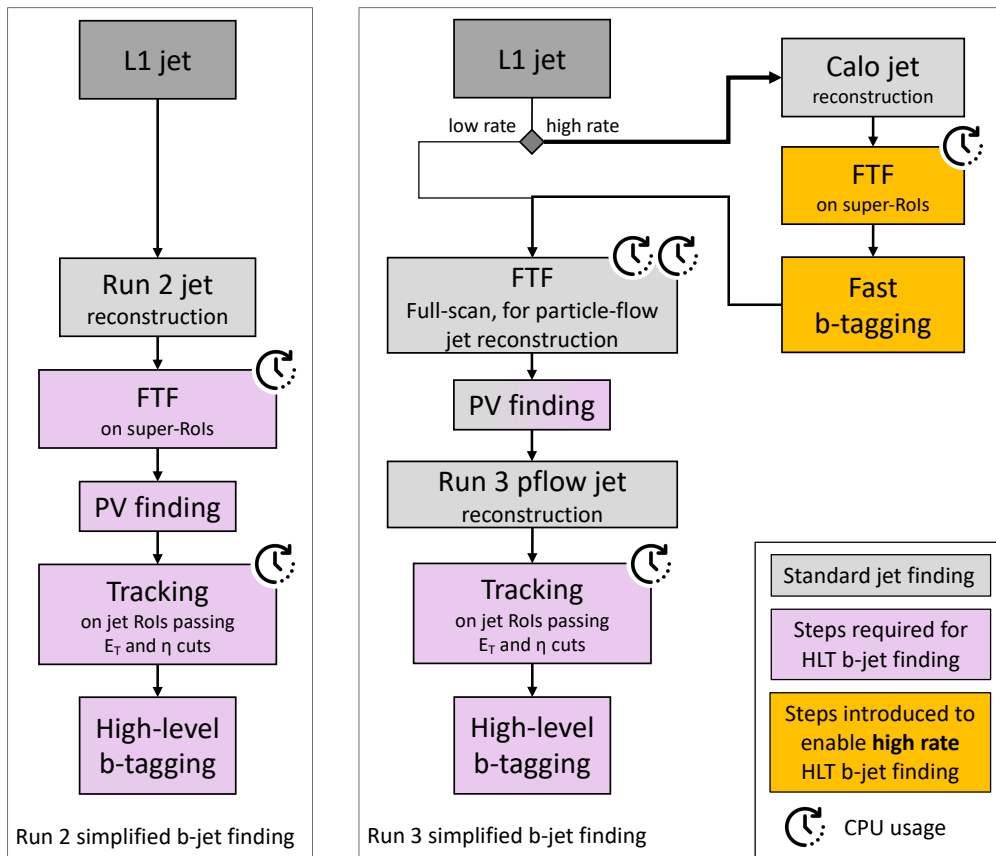 L1 jet
Run 2 jet
reconstruction
FTF
on super-RoIs
PV finding
Tracking
on jet RoIs passing
E_T and η cuts
High-level
b-tagging
Run 2 simplified b-jet finding
L1 jet
low rate
high rate
Calo jet
reconstruction
FTF
on super-RoIs
Fast
b-tagging
FTF
Full-scan, for particle-flow
jet reconstruction
PV finding
Run 3 pflow jet
reconstruction
Tracking
on jet RoIs passing
E_T and η cuts
High-level
b-tagging
Run 3 simplified b-jet finding
Standard jet finding
Steps required for
HLT b-jet finding
Steps introduced to
enable high rate
HLT b-jet finding
CPU usage